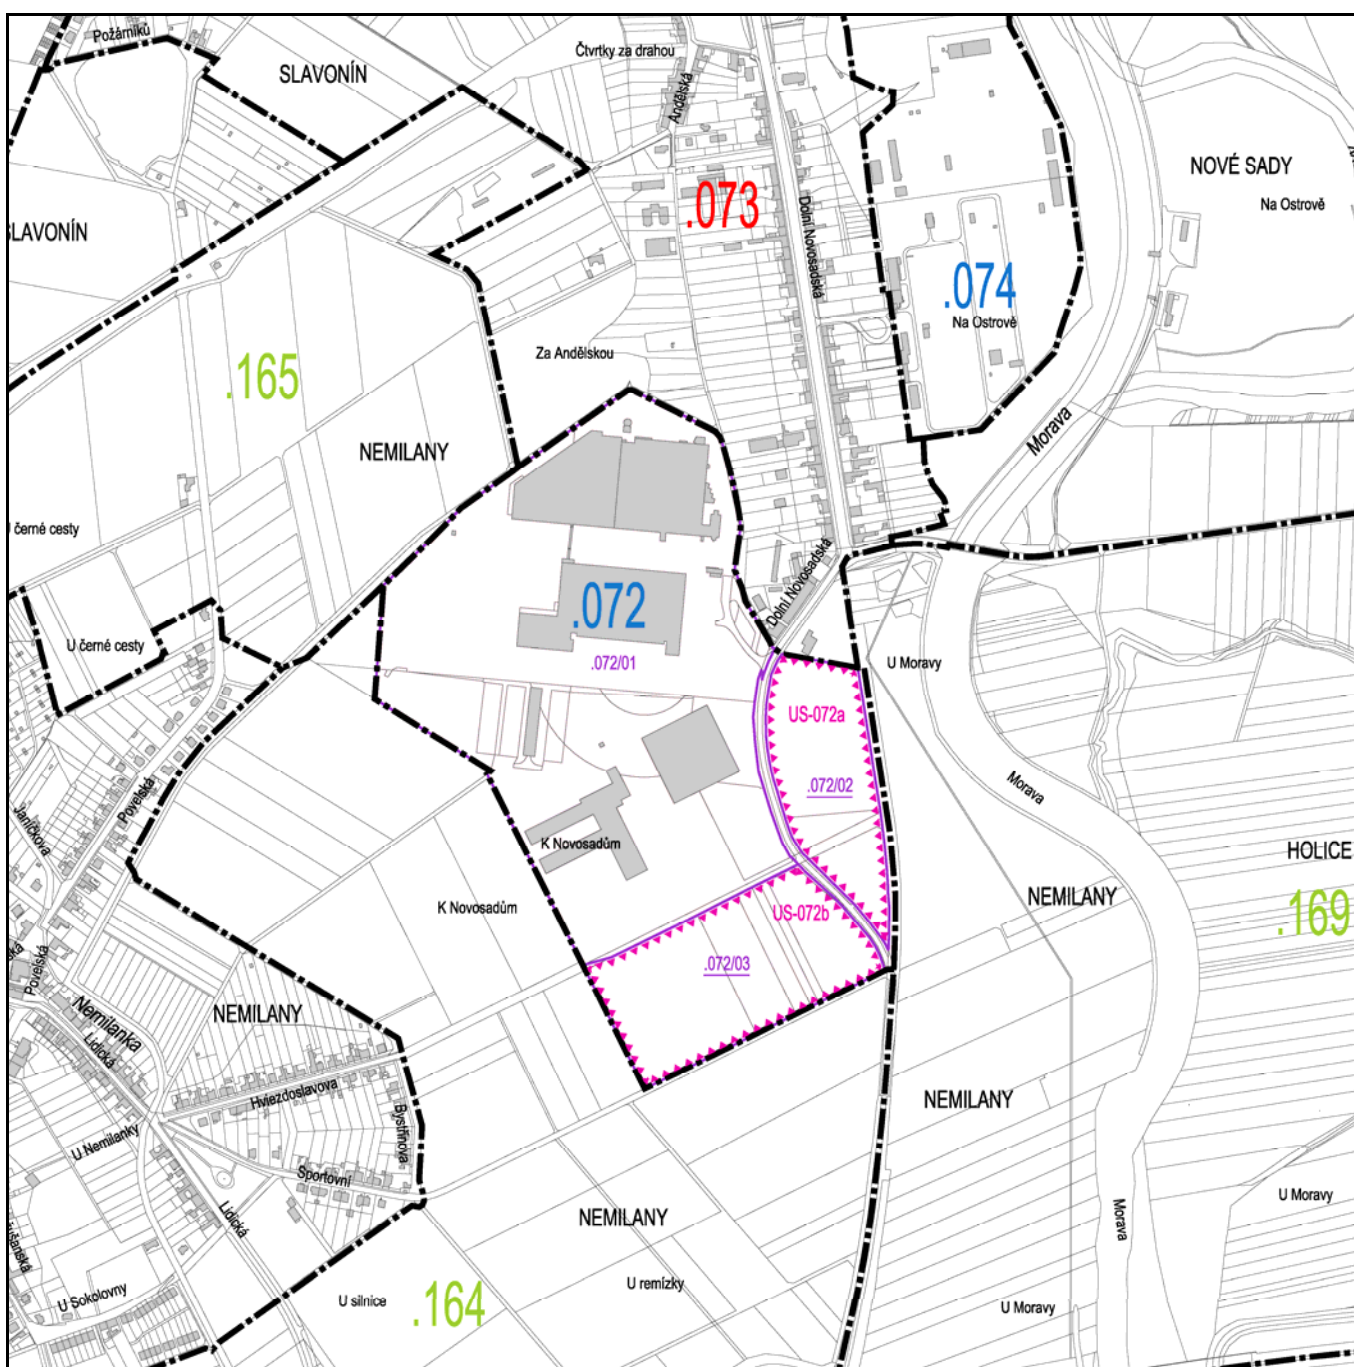 Požárníků
Čtvrtky za drahou
SLAVONÍN
Andělská
NOVÉ SADY
.073
Na Ostrově
Dolní Novosadská
SLAVONÍN
.074
Na Ostrově
Za Andělskou
.165
Morava
NEMILANY
U černé cesty
Dolní Novosadská
.072
U černé cesty
.072/01
U Moravy
US-072a
Morava
.072/02
Povelská
Janíčkova
K Novosadům
HOLICE
NEMILANY
K Novosadům
US-072b
.169
Povelská
.072/03
Nemilanka
NEMILANY
Lidická
Hviezdoslavova
NEMILANY
Bystřinova
U Nemilanky
Sportovní
U Moravy
Lidická
NEMILANY
Morava
U remízky
U Sokolovny
U silnice
.164
U Moravy